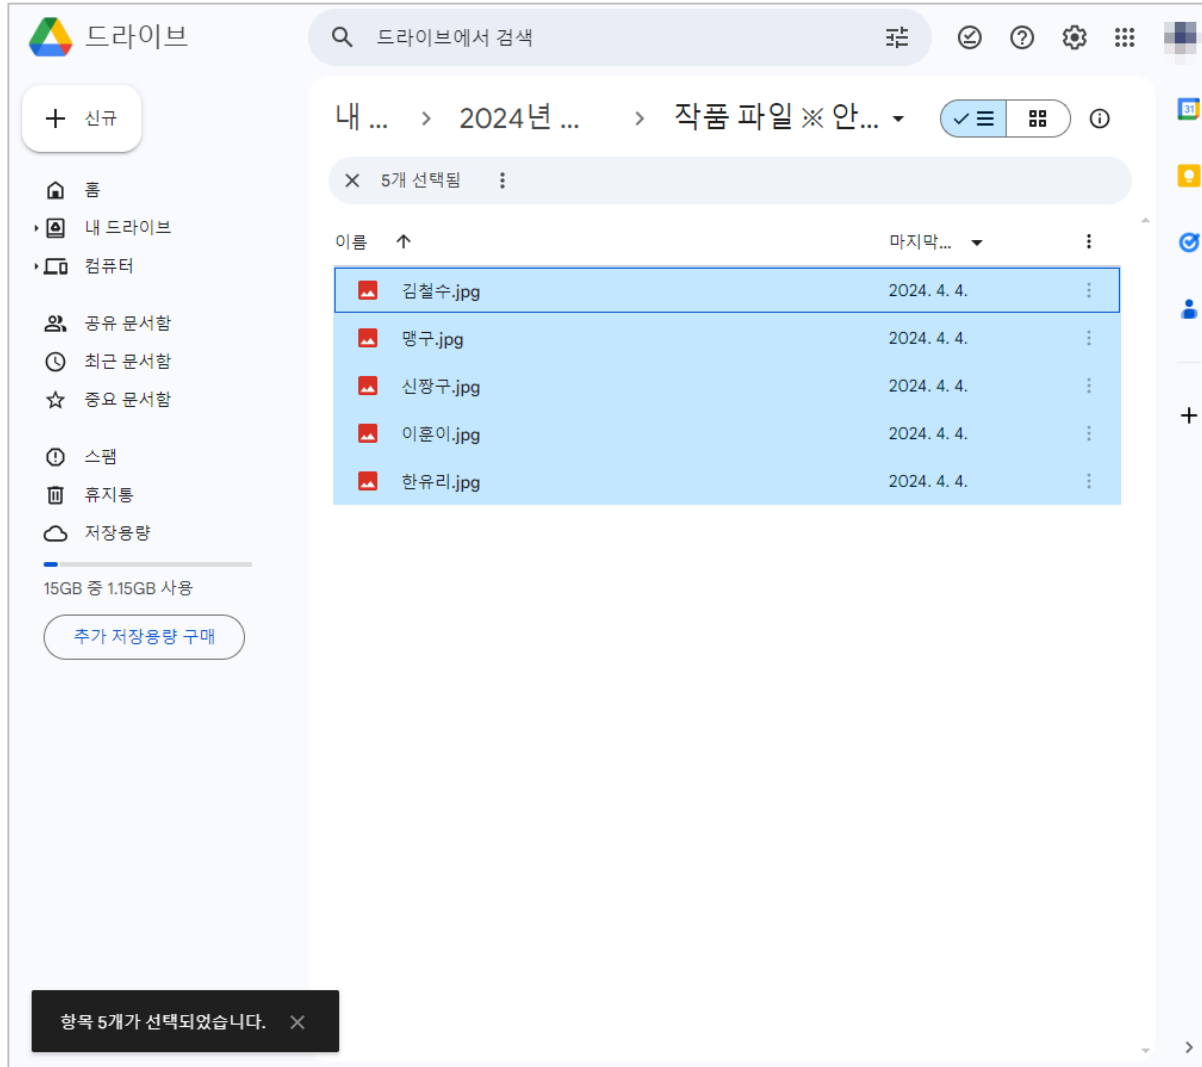 드라이브
드라이브에서 검색
신규
내 ... › 2024년 ... › 작품 파일 ※ 안...
5개 선택됨
홈
내 드라이브
컴퓨터
공유 문서함
최근 문서함
중요 문서함
스팸
휴지통
저장용량
15GB 중 1.15GB 사용
추가 저장용량 구매
이름 마지막...
김철수.jpg 2024. 4. 4.
맹구.jpg 2024. 4. 4.
신짱구.jpg 2024. 4. 4.
이훈이.jpg 2024. 4. 4.
한유리.jpg 2024. 4. 4.
항목 5개가 선택되었습니다.
31